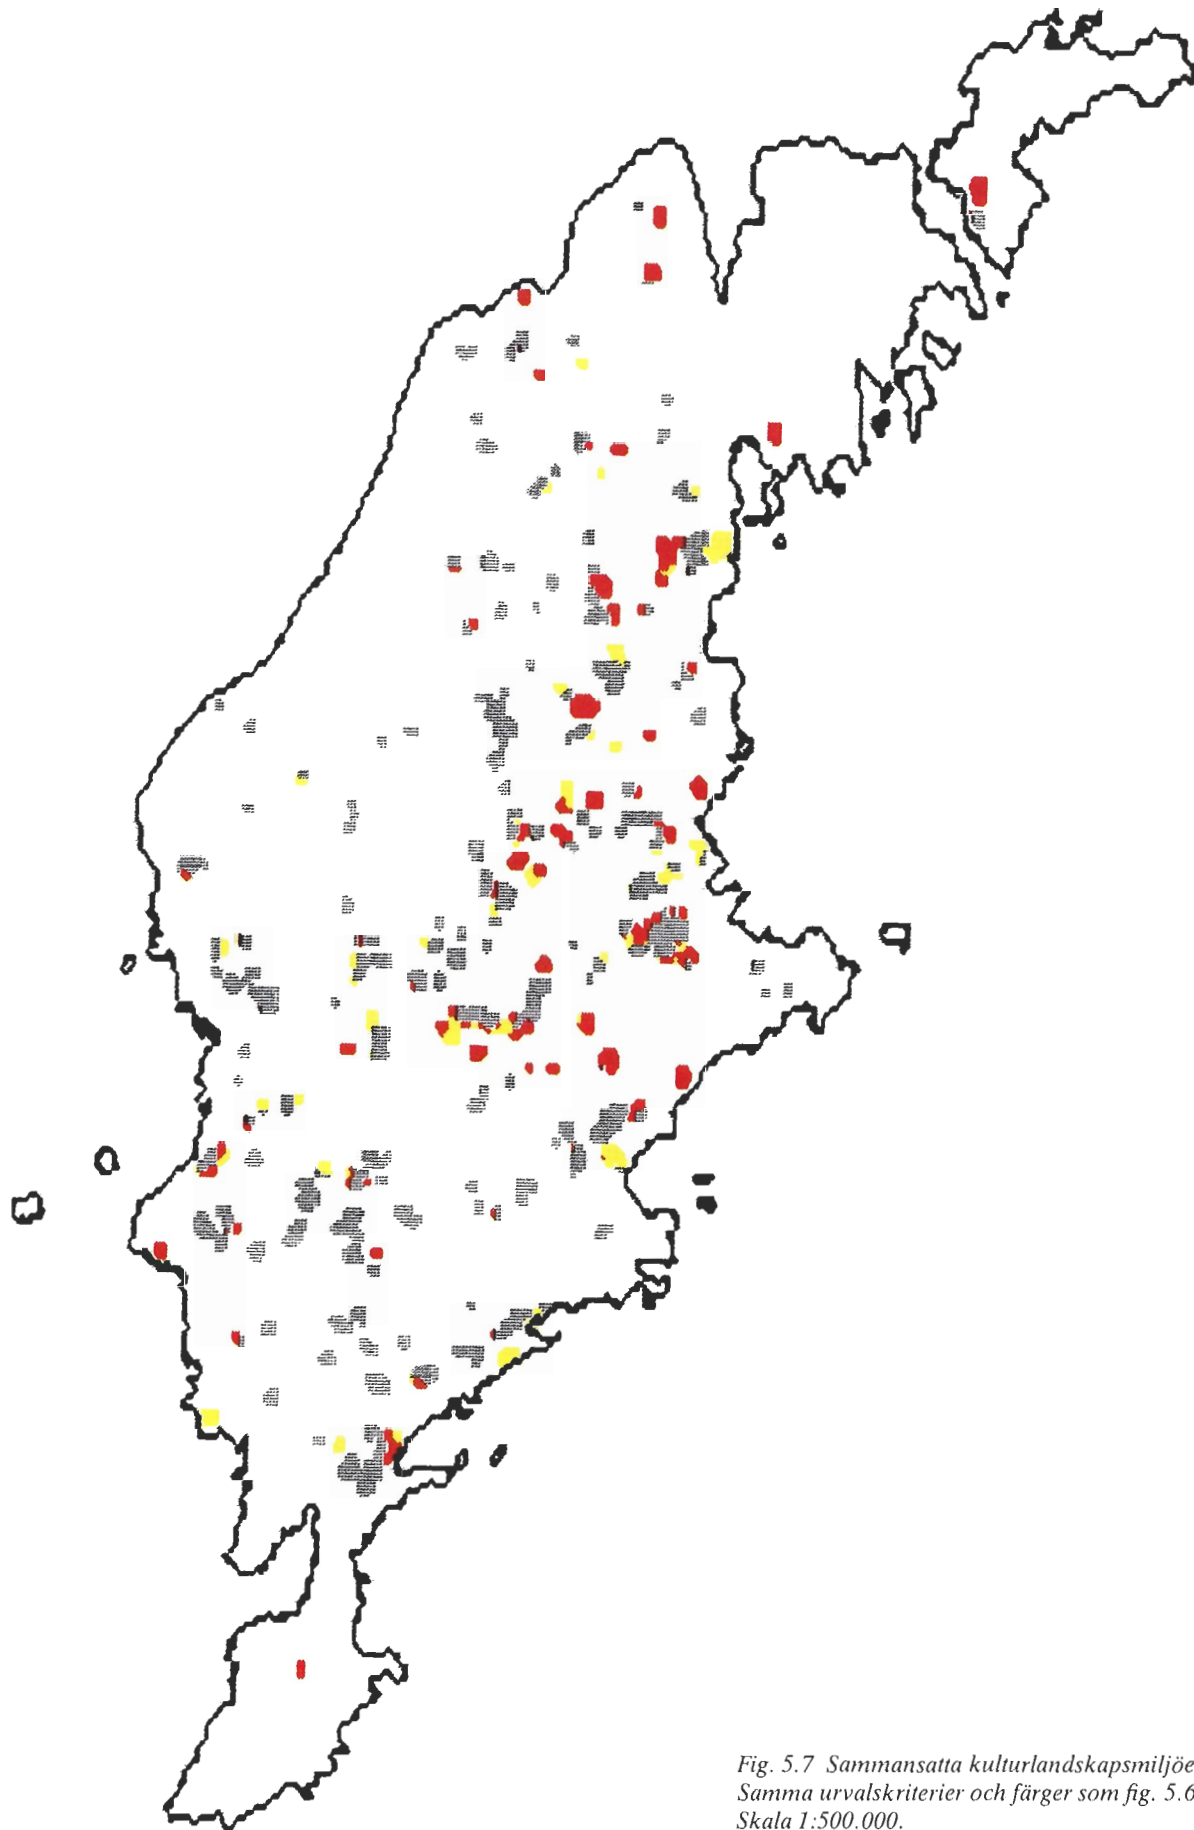 Fig. 5.7 Sammansatta kulturlandskapsmiljöe
Samma urvalskriterier och färger som fig. 5.6
Skala 1:500.000.